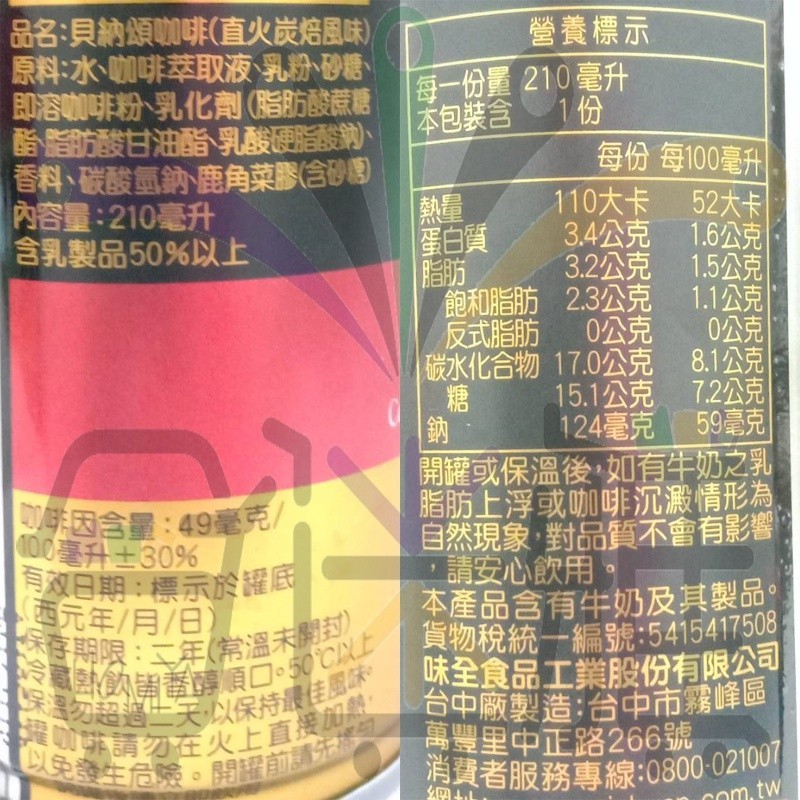 品名:貝納頌咖啡(直火炭焙風味)
原料:水、咖啡萃取液、乳粉、砂糖、
即溶咖啡粉、乳化劑(脂肪酸蔗糖
酯、脂肪酸甘油酯、乳酸硬脂酸鈉)、
香料、碳酸氫鈉、鹿角菜膠(含砂糖)
內容量:210毫升
含乳製品50%以上
咖啡因含量:49毫克/
100毫升±30%
有效日期:標示於罐底
(西元年/月/日)
保存期限:二年(常溫未開封)
冷藏熱飲皆香醇順口。50℃以上
保溫勿超過二天,以保持最佳風味。
罐咖啡請勿在火上直接加熱,
以免發生危險。開罐前請先搖勻
營養標示
每一份量 210毫升
本包裝含 1份
每份 每100毫升
熱量 110大卡 52大卡
蛋白質 3.4公克 1.6公克
脂肪 3.2公克 1.5公克
飽和脂肪 2.3公克 1.1公克
反式脂肪 0公克 0公克
碳水化合物 17.0公克 8.1公克
糖 15.1公克 7.2公克
鈉 124毫克 59毫克
開罐或保溫後,如有牛奶之乳
脂肪上浮或咖啡沉澱情形為
自然現象,對品質不會有影響
,請安心飲用。
本產品含有牛奶及其製品。
貨物稅統一編號:5415417508
味全食品工業股份有限公司
台中廠製造:台中市霧峰區
萬豐里中正路266號
消費者服務專線:0800-021007